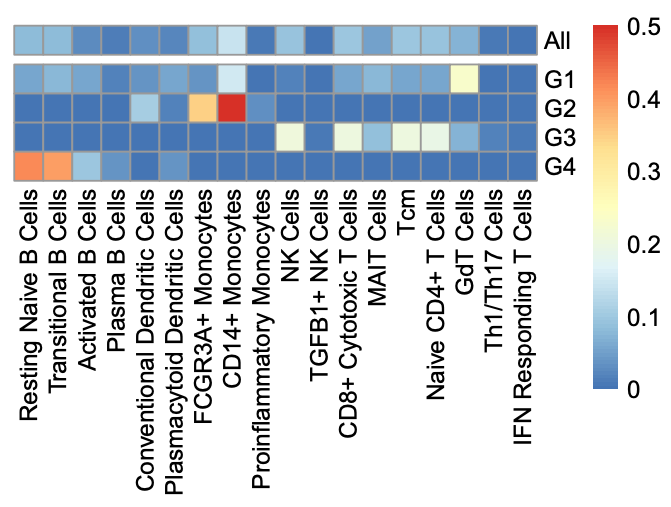 All
G1
G2
G3
G4
Resting Naive B Cells
Transitional B Cells
Activated B Cells
Plasma B Cells
Conventional Dendritic Cells
Plasmacytoid Dendritic Cells
FCGR3A+ Monocytes
CD14+ Monocytes
Proinflammatory Monocytes
NK Cells
TGFB1+ NK Cells
CD8+ Cytotoxic T Cells
MAIT Cells
Tcm
Naive CD4+ T Cells
GdT Cells
Th1/Th17 Cells
IFN Responding T Cells
0.5
0.4
0.3
0.2
0.1
0